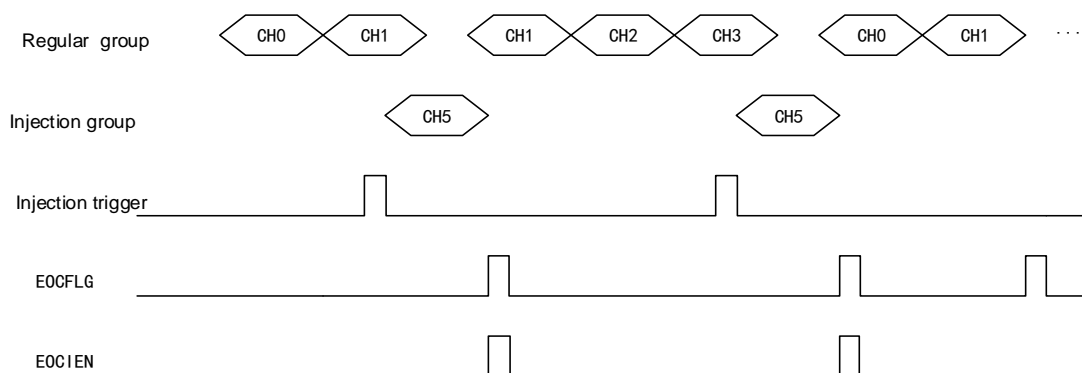 Regular group CH0 CH1 CH1 CH2 CH3 CH0 CH1 ...
Injection group CH5 CH5
Injection trigger
EOCFLG
EOCIEN